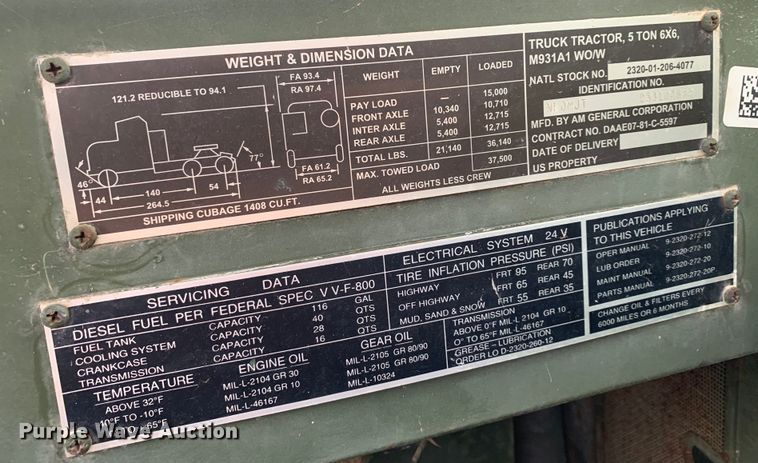 WEIGHT & DIMENSION DATA
121.2 REDUCIBLE TO 94.1
FA 93.4
RA 97.4
46°
77°
44
140
54
264.5
FA 61.2
RA 65.2
SHIPPING CUBAGE 1408 CU.FT.
WEIGHT EMPTY LOADED
PAY LOAD — 15,000
FRONT AXLE 10,340 10,710
INTER AXLE 5,400 12,715
REAR AXLE 5,400 12,715
TOTAL LBS. 21,140 36,140
MAX. TOWED LOAD 37,500
ALL WEIGHTS LESS CREW
TRUCK TRACTOR, 5 TON 6X6,
M931A1 WO/W
NATL STOCK NO. 2320-01-206-4077
IDENTIFICATION NO.
MFD. BY AM GENERAL CORPORATION
CONTRACT NO. DAAE07-81-C-5597
DATE OF DELIVERY
US PROPERTY
SERVICING DATA
DIESEL FUEL PER FEDERAL SPEC V V-F-800
FUEL TANK CAPACITY 116 GAL
COOLING SYSTEM CAPACITY 40 QTS
CRANKCASE CAPACITY 28 QTS
TRANSMISSION CAPACITY 16 QTS
TEMPERATURE ENGINE OIL GEAR OIL
ABOVE 32°F MIL-L-2104 GR 30 MIL-L-2105 GR 80/90
40°F TO -10°F MIL-L-2104 GR 10 MIL-L-2105 GR 80/90
-65°F MIL-L-46167 MIL-L-10324
ELECTRICAL SYSTEM 24 V
TIRE INFLATION PRESSURE (PSI)
HIGHWAY FRT 95 REAR 70
OFF HIGHWAY FRT 65 REAR 45
MUD, SAND & SNOW FRT 55 REAR 35
TRANSMISSION
ABOVE 0°F MIL-L 2104 GR 10
0° TO 65°F MIL-L-46167
GREASE - LUBRICATION
ORDER LO D-2320-260-12
PUBLICATIONS APPLYING
TO THIS VEHICLE
OPER MANUAL 9-2320-272-12
LUB ORDER 9-2320-272-10
MAINT MANUAL 9-2320-272-20
PARTS MANUAL 9-2320-272-20P
CHANGE OIL & FILTERS EVERY
6000 MILES OR 6 MONTHS
Purple Wave Auction